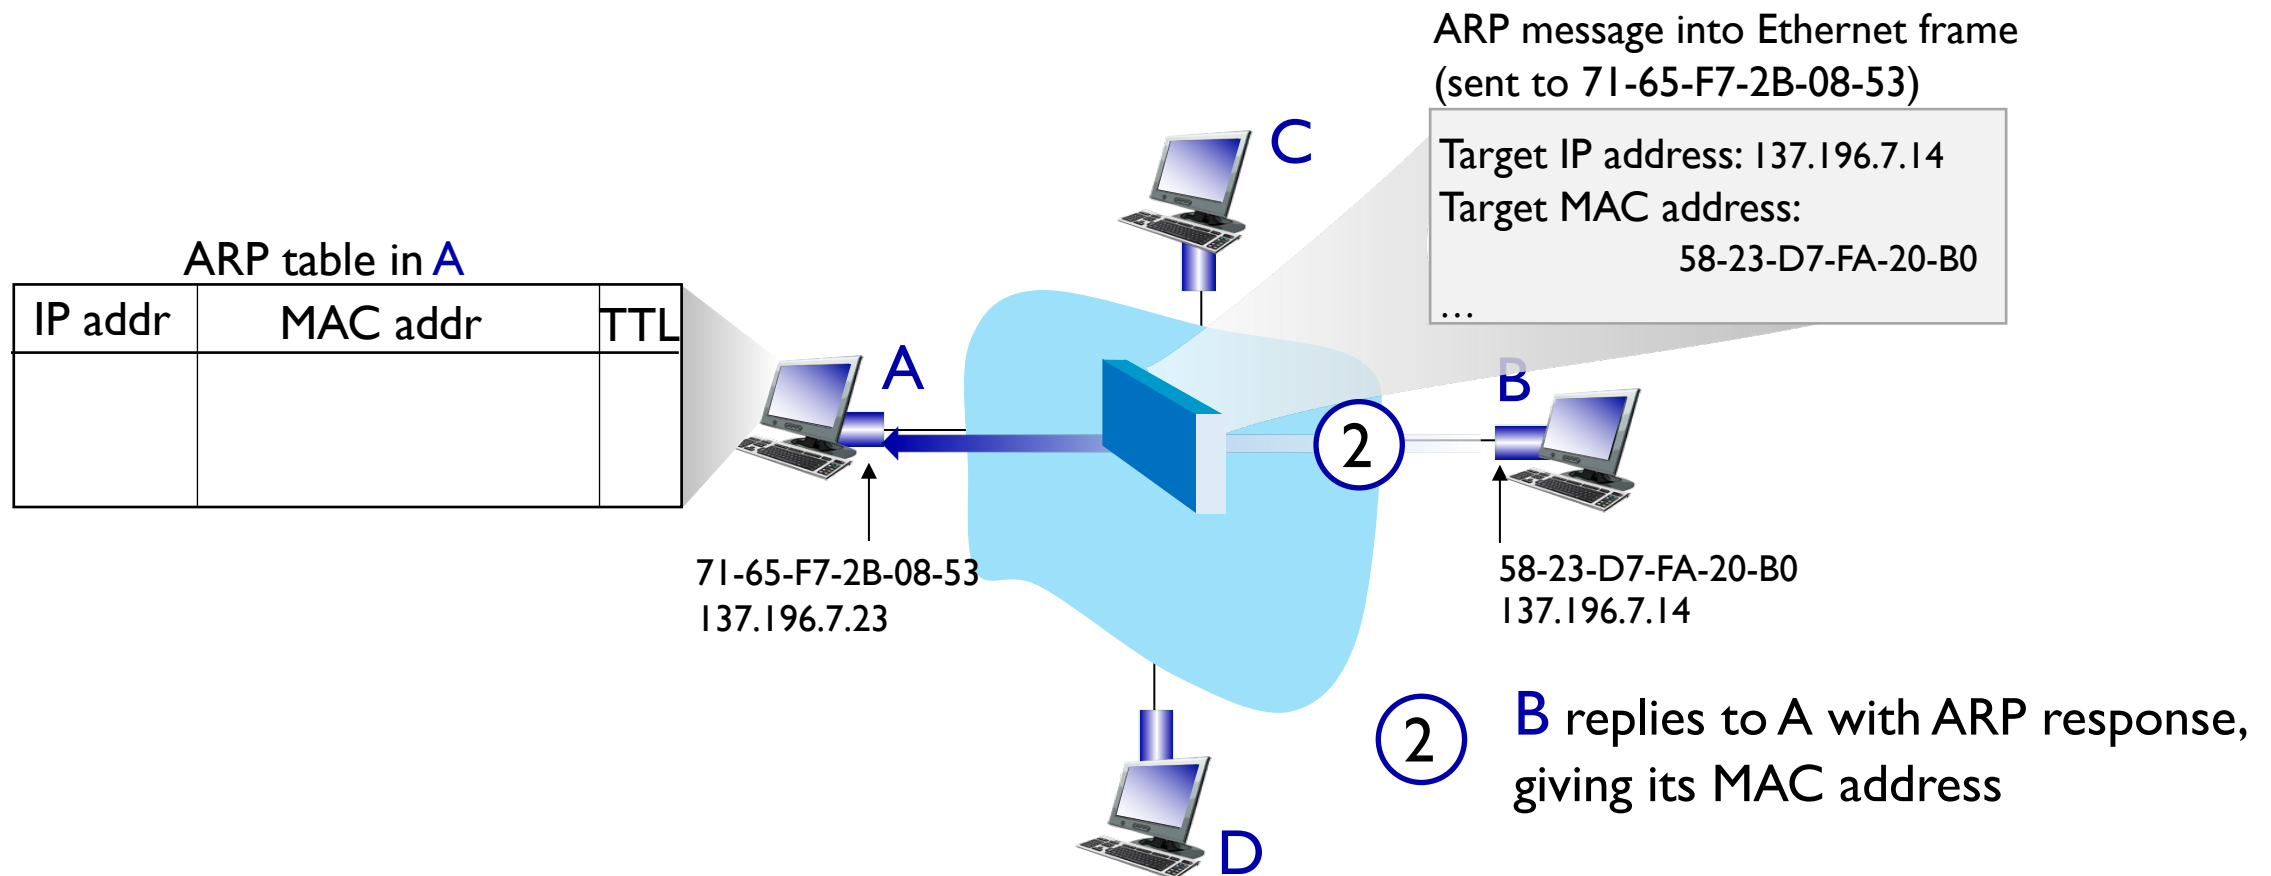 ARP message into Ethernet frame
(sent to 71-65-F7-2B-08-53)
Target IP address: 137.196.7.14
Target MAC address:
58-23-D7-FA-20-B0
…
C
ARP table in A
IP addr MAC addr TTL
A
B
2
71-65-F7-2B-08-53
137.196.7.23
58-23-D7-FA-20-B0
137.196.7.14
2 B replies to A with ARP response,
giving its MAC address
D